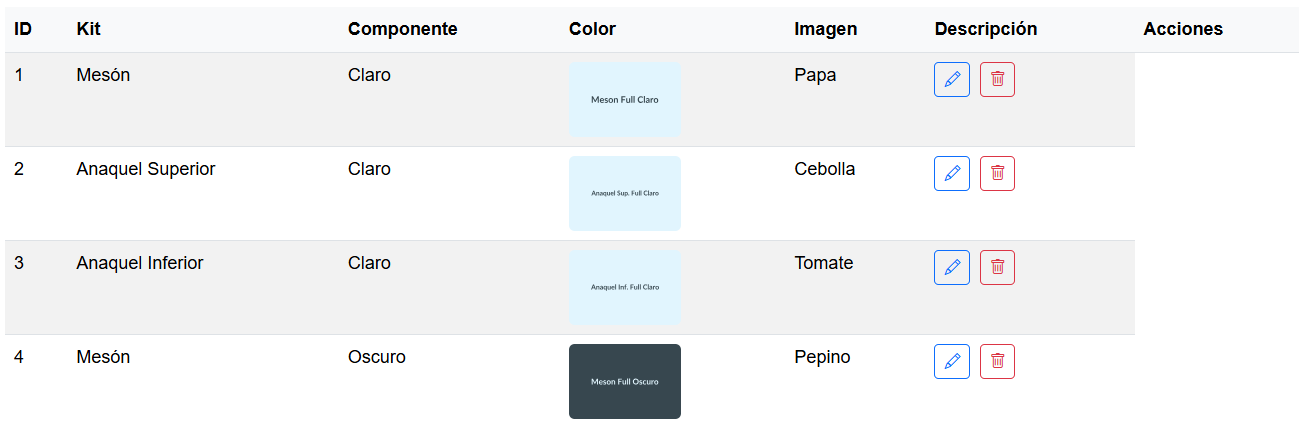 ID Kit Componente Color Imagen Descripción Acciones
1 Mesón Claro Meson Full Claro Papa
2 Anaquel Superior Claro Anaquel Sup. Full Claro Cebolla
3 Anaquel Inferior Claro Anaquel Inf. Full Claro Tomate
4 Mesón Oscuro Meson Full Oscuro Pepino